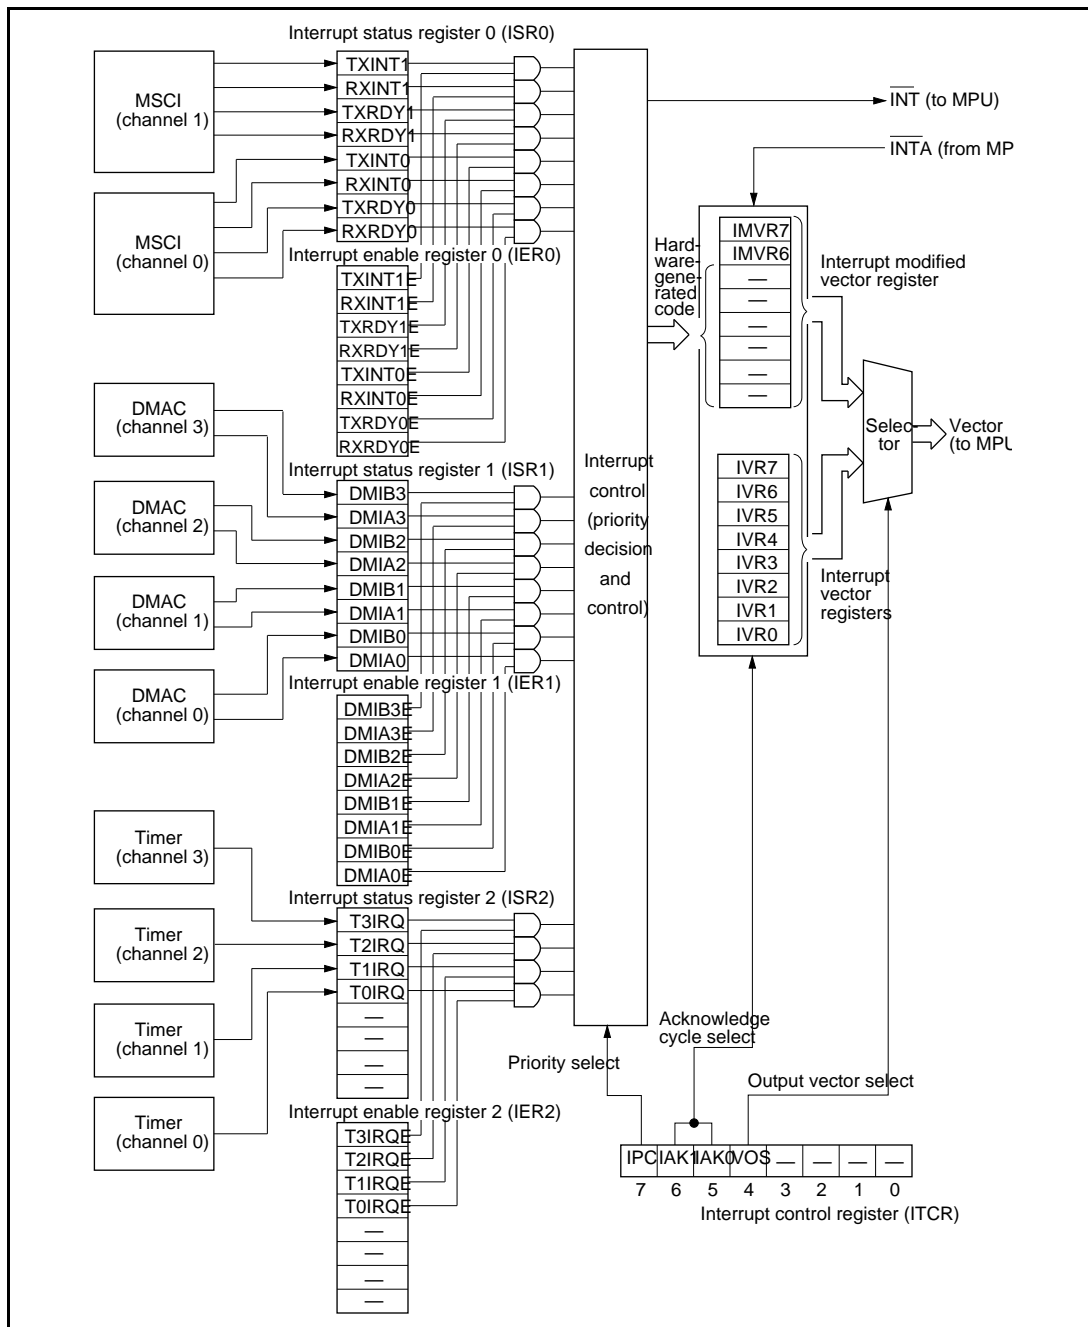 Interrupt status register 0 (ISR0)
MSCI
(channel 1)
MSCI
(channel 0)
TXINT1
RXINT1
TXRDY1
RXRDY1
TXINT0
RXINT0
TXRDY0
RXRDY0
Interrupt enable register 0 (IER0)
TXINT1E
RXINT1E
TXRDY1E
RXRDY1E
TXINT0E
RXINT0E
TXRDY0E
RXRDY0E
DMAC
(channel 3)
DMAC
(channel 2)
DMAC
(channel 1)
DMAC
(channel 0)
Interrupt status register 1 (ISR1)
DMIB3
DMIA3
DMIB2
DMIA2
DMIB1
DMIA1
DMIB0
DMIA0
Interrupt enable register 1 (IER1)
DMIB3E
DMIA3E
DMIB2E
DMIA2E
DMIB1E
DMIA1E
DMIB0E
DMIA0E
Timer
(channel 3)
Timer
(channel 2)
Timer
(channel 1)
Timer
(channel 0)
Interrupt status register 2 (ISR2)
T3IRQ
T2IRQ
T1IRQ
T0IRQ
—
—
—
—
Interrupt enable register 2 (IER2)
T3IRQE
T2IRQE
T1IRQE
T0IRQE
—
—
—
—
Interrupt
control
(priority
decision
and
control)
INT (to MPU)
INTA (from MP
Hard-
ware-
gene-
rated
code
IMVR7
IMVR6
—
—
—
—
—
—
Interrupt modified
vector register
IVR7
IVR6
IVR5
IVR4
IVR3
IVR2
IVR1
IVR0
Interrupt
vector
registers
Selec-
tor
Vector
(to MPU
Acknowledge
cycle select
Priority select
Output vector select
IPC IAK1 IAK0 VOS — — — —
7 6 5 4 3 2 1 0
Interrupt control register (ITCR)